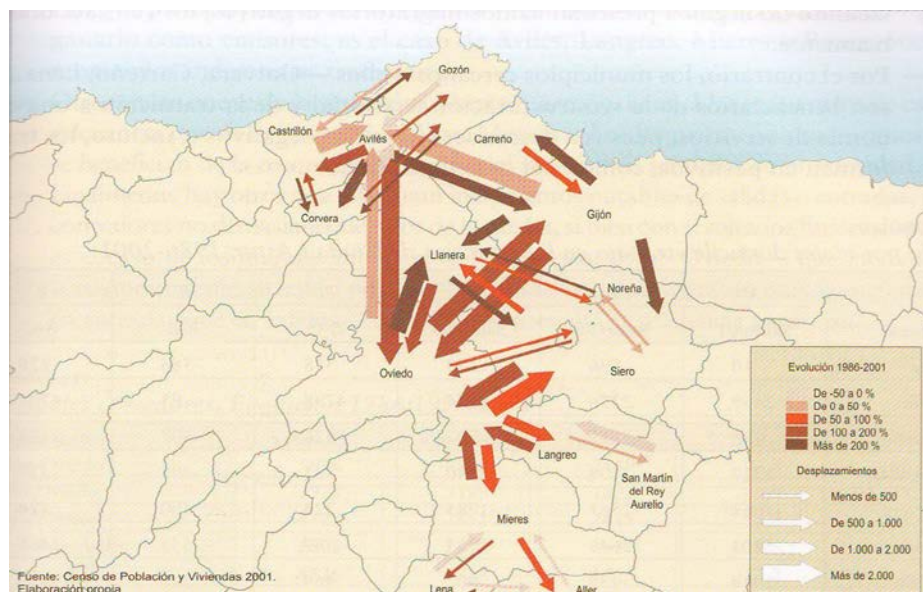 Gozón
Castrillón
Avilés
Carreño
Corvera
Gijón
Llanera
Noreña
Oviedo
Siero
Langreo
San Martín
del Rey
Aurelio
Mieres
Lena
Aller
Evolución 1986-2001
De -50 a 0 %
De 0 a 50 %
De 50 a 100 %
De 100 a 200 %
Más de 200 %
Desplazamientos
Menos de 500
De 500 a 1.000
De 1.000 a 2.000
Más de 2.000
Fuente: Censo de Población y Viviendas 2001.
Elaboración propia